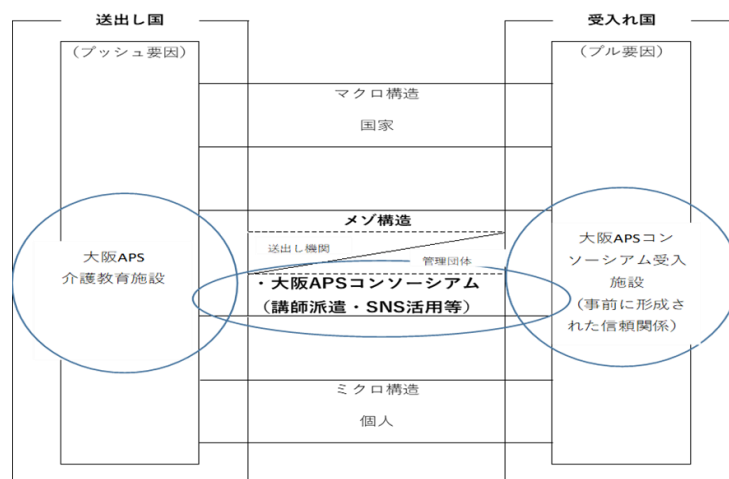 送出し国
受入れ国
（プッシュ要因）
（プル要因）
マクロ構造
国家
メゾ構造
送出し機関
管理団体
大阪APS
介護教育施設
・大阪APSコンソーシアム
（講師派遣・SNS活用等）
大阪APSコン
ソーシアム受入
施設
（事前に形成さ
れた信頼関係）
ミクロ構造
個人